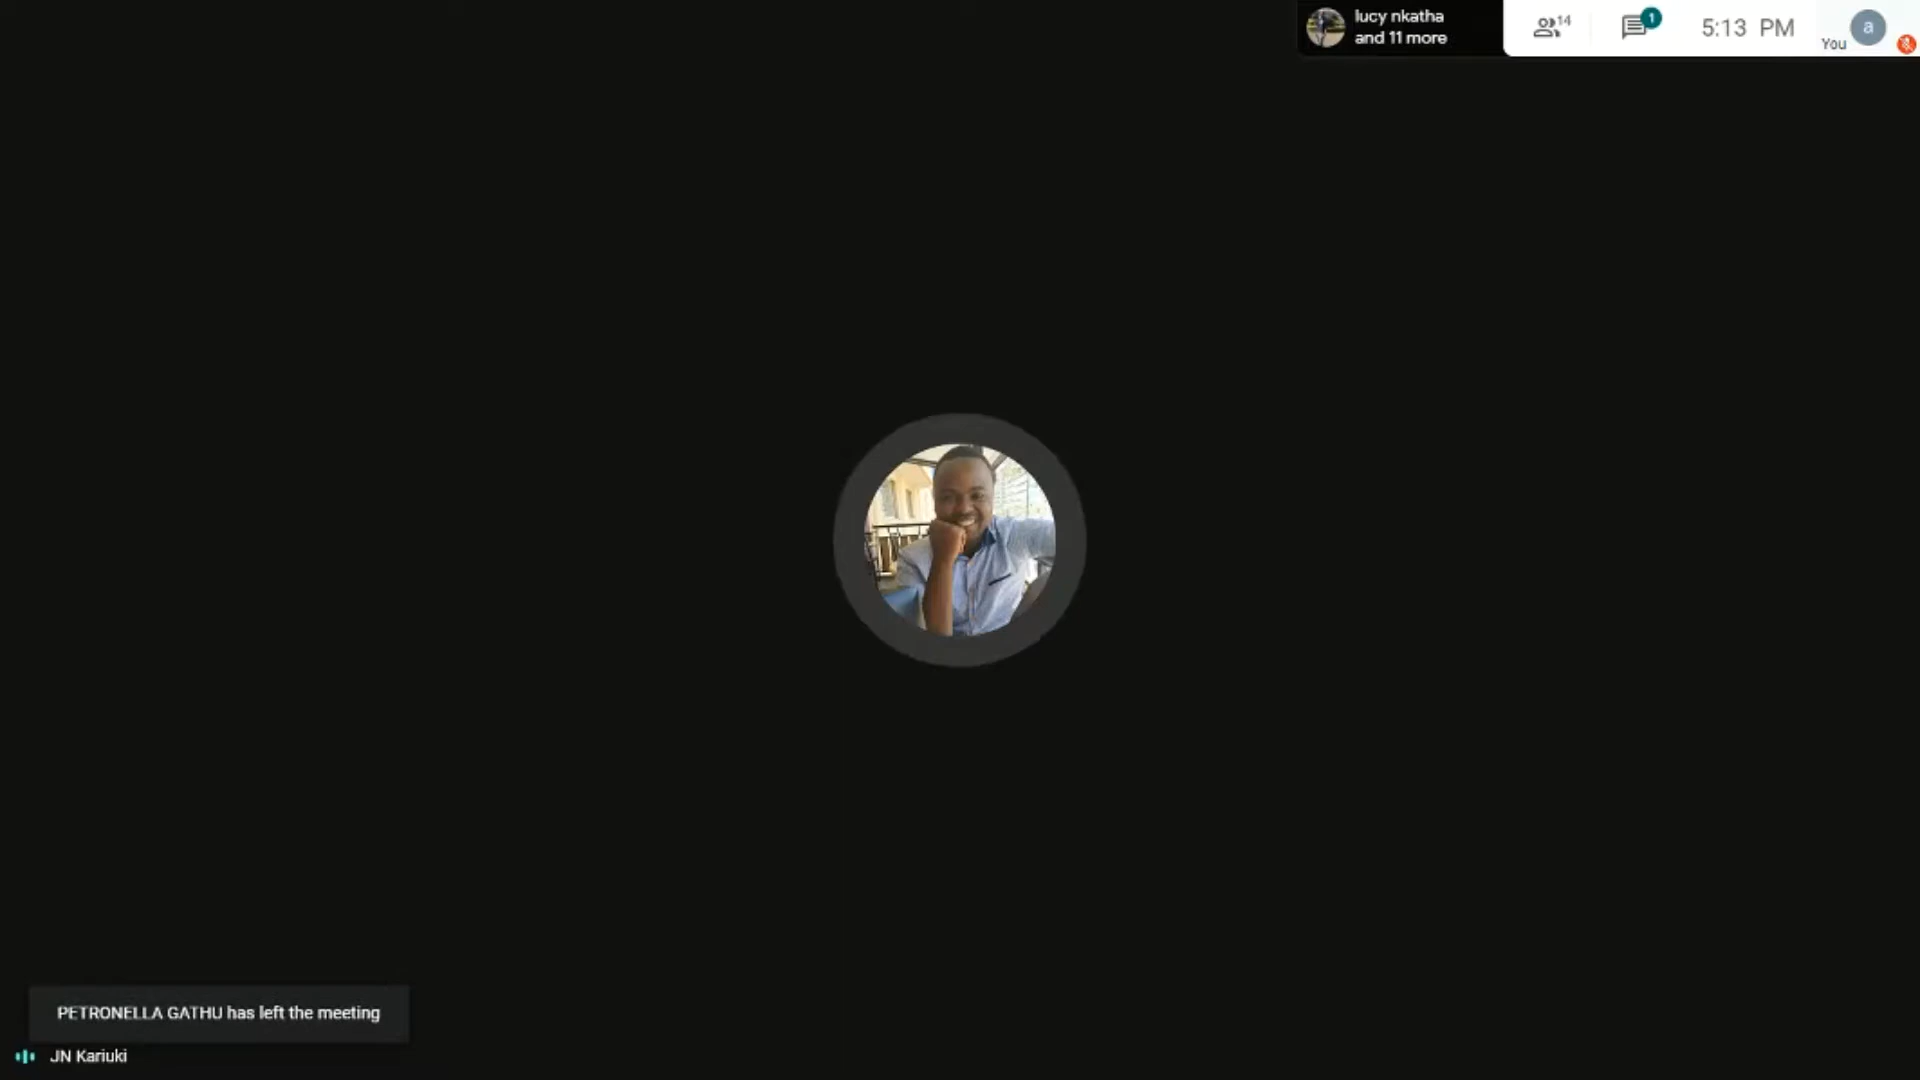 lucy nkatha
and 11 more
14
1
5:13 PM
You
a
PETRONELLA GATHU has left the meeting
JN Kariuki